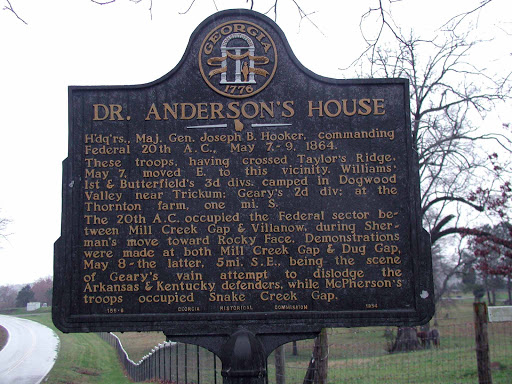 GEORGIA
1776
DR. ANDERSON'S HOUSE
H'dq'rs., Maj. Gen. Joseph B. Hooker, commanding
Federal 20th A.C., May 7,-9, 1864.
These troops, having crossed Taylor's Ridge,
May 7, moved E. to this vicinity. Williams'
1st & Butterfield's 3d divs. camped in Dogwood
Valley near Trickum: Geary's 2d div. at the
Thornton farm, one mi. S.
The 20th A.C. occupied the Federal sector be-
tween Mill Creek Gap & Villanow, during Sher-
man's move toward Rocky Face. Demonstrations
were made at both Mill Creek Gap & Dug Gap,
May 8 - the latter, 5mi. S.E., being the scene
of Geary's vain attempt to dislodge the
Arkansas & Kentucky defenders, while McPherson's
troops occupied Snake Creek Gap.
155-8 GEORGIA HISTORICAL COMMISSION 1954